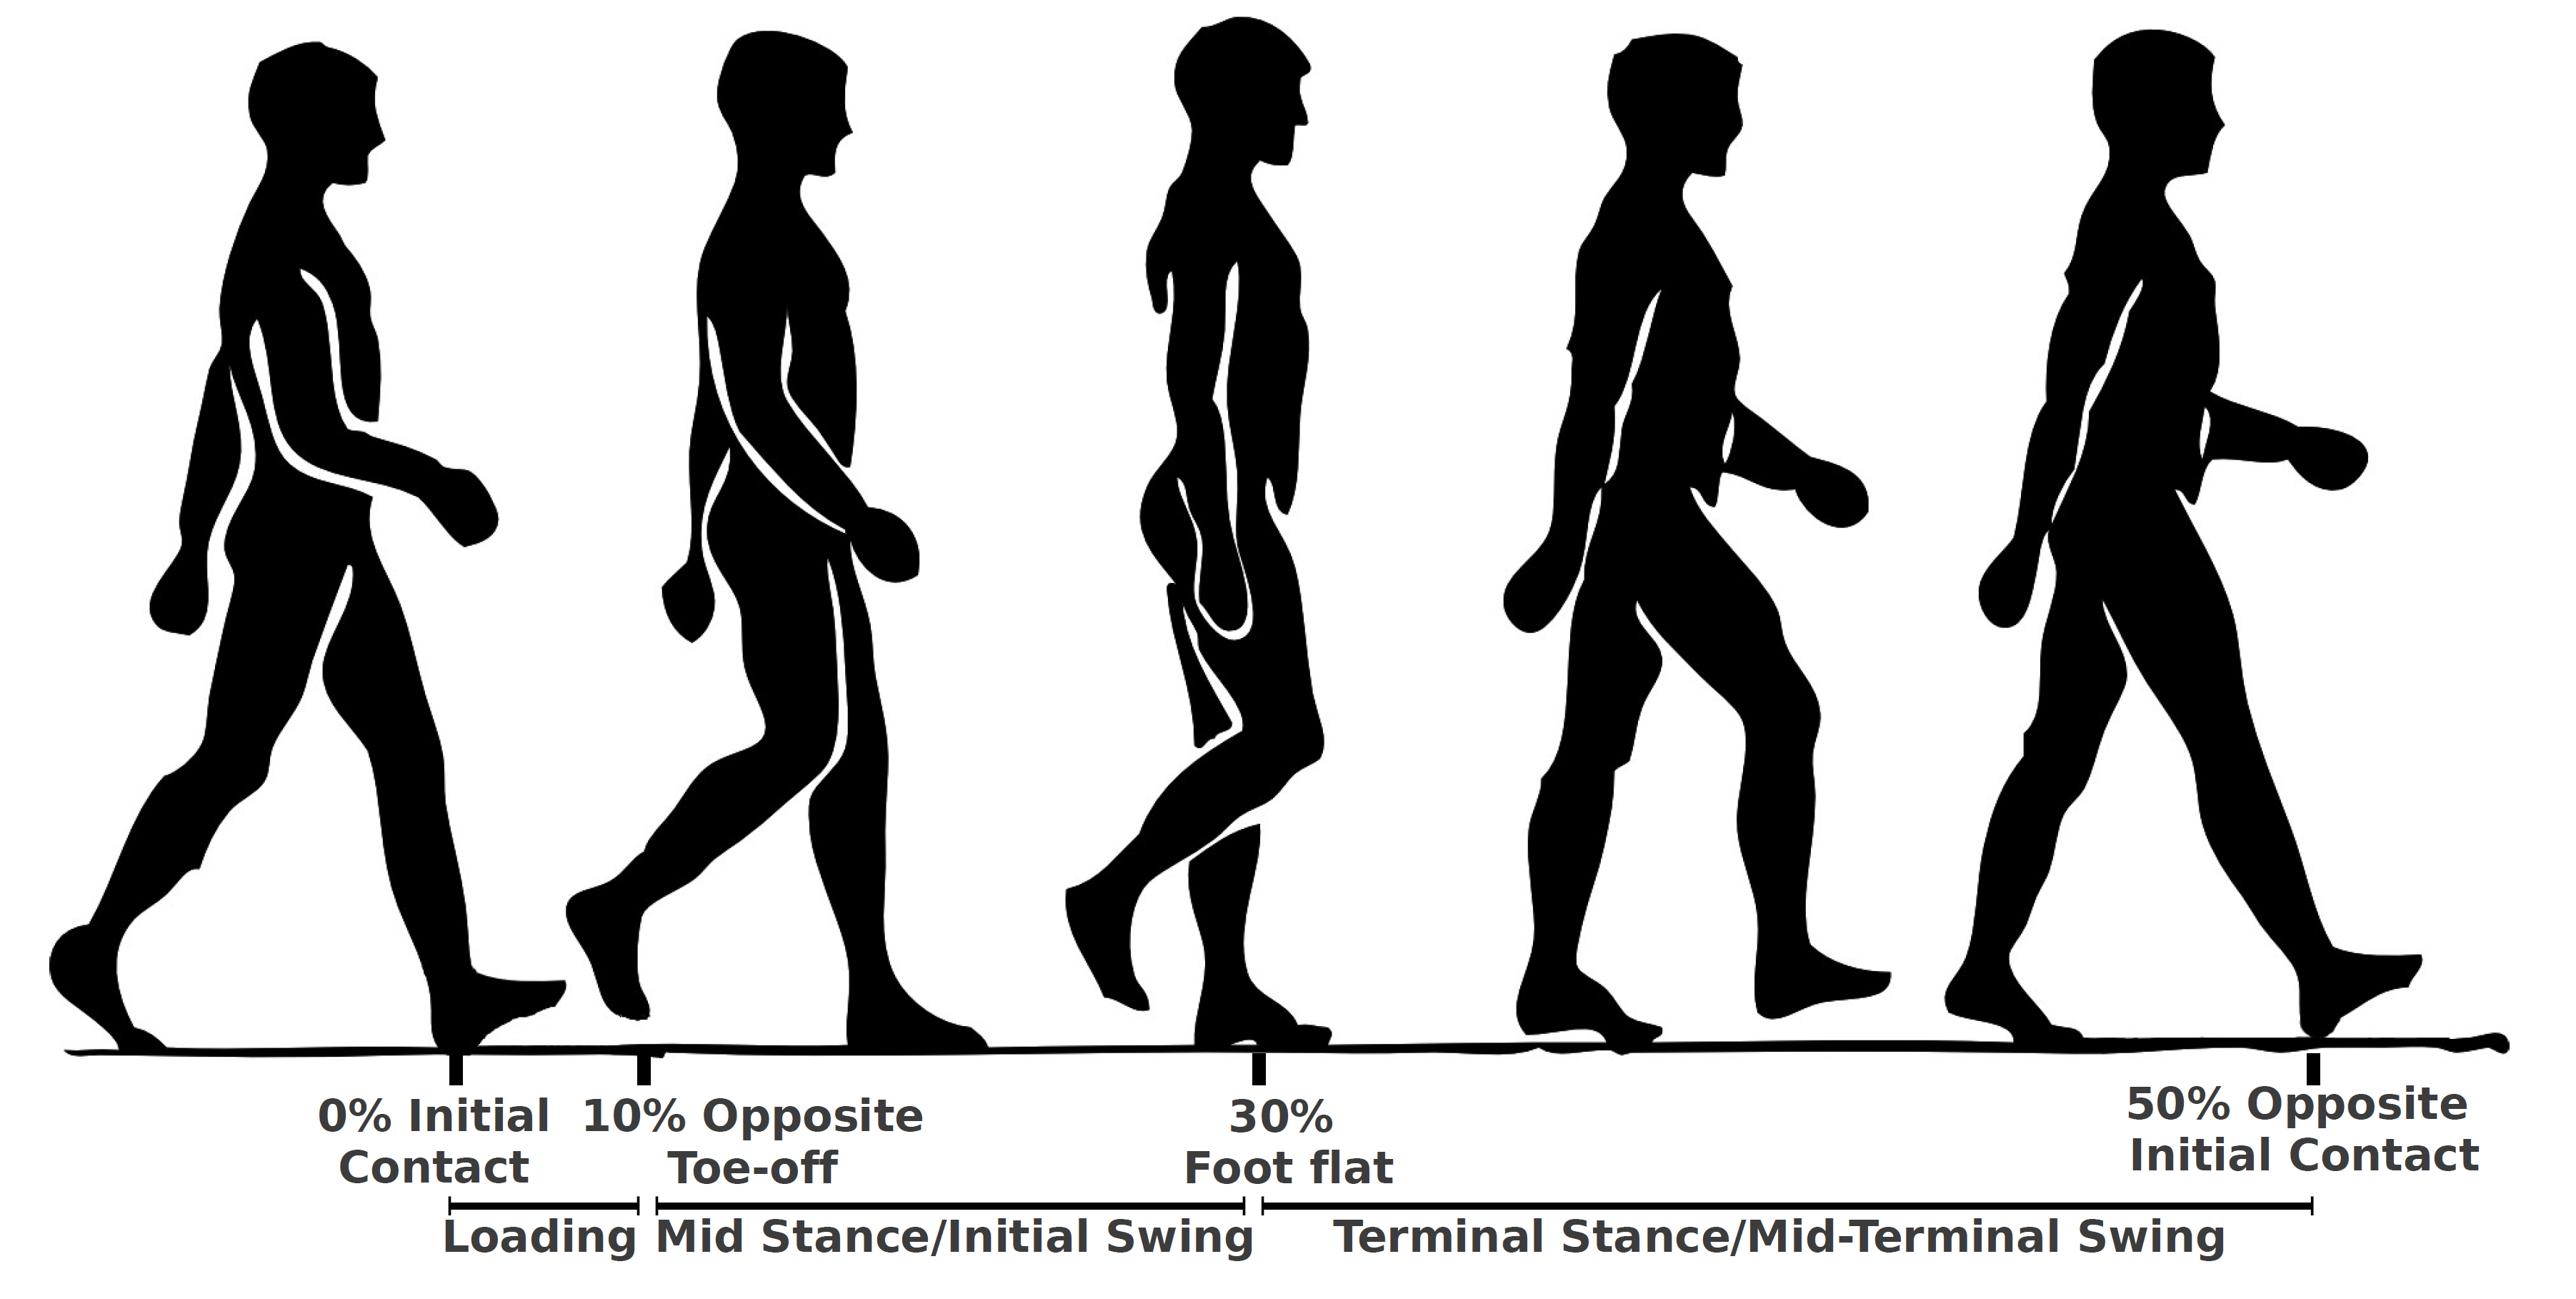 0% Initial
Contact
10% Opposite
Toe-off
30%
Foot flat
50% Opposite
Initial Contact
Loading
Mid Stance/Initial Swing
Terminal Stance/Mid-Terminal Swing